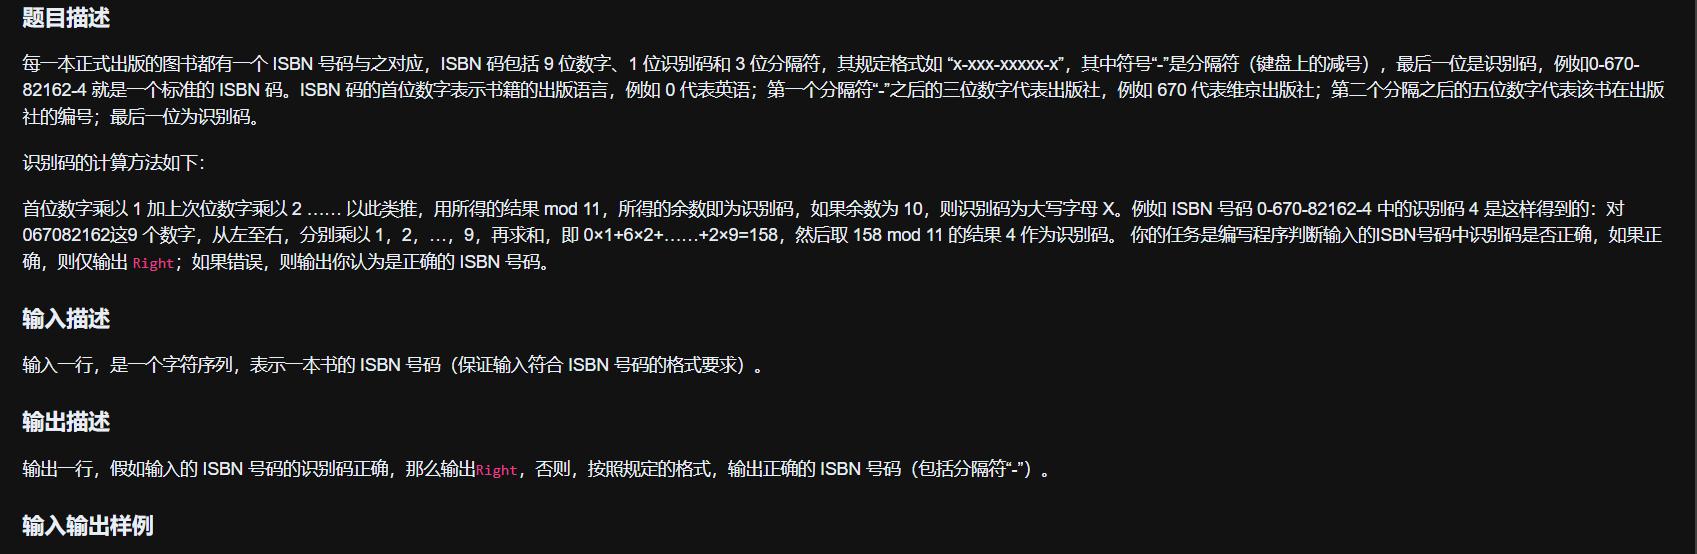 题目描述
每一本正式出版的图书都有一个 ISBN 号码与之对应，ISBN 码包括 9 位数字、1 位识别码和 3 位分隔符，其规定格式如 “x-xxx-xxxxx-x”，其中符号“-”是分隔符（键盘上的减号），最后一位是识别码，例如0-670-
82162-4 就是一个标准的 ISBN 码。ISBN 码的首位数字表示书籍的出版语言，例如 0 代表英语；第一个分隔符“-”之后的三位数字代表出版社，例如 670 代表维京出版社；第二个分隔之后的五位数字代表该书在出版
社的编号；最后一位为识别码。
识别码的计算方法如下：
首位数字乘以 1 加上次位数字乘以 2 …… 以此类推，用所得的结果 mod 11，所得的余数即为识别码，如果余数为 10，则识别码为大写字母 X。例如 ISBN 号码 0-670-82162-4 中的识别码 4 是这样得到的：对
067082162这9 个数字，从左至右，分别乘以 1，2，…，9，再求和，即 0×1+6×2+……+2×9=158，然后取 158 mod 11 的结果 4 作为识别码。 你的任务是编写程序判断输入的ISBN号码中识别码是否正确，如果正
确，则仅输出 Right；如果错误，则输出你认为是正确的 ISBN 号码。
输入描述
输入一行，是一个字符序列，表示一本书的 ISBN 号码（保证输入符合 ISBN 号码的格式要求）。
输出描述
输出一行，假如输入的 ISBN 号码的识别码正确，那么输出Right，否则，按照规定的格式，输出正确的 ISBN 号码（包括分隔符“-”）。
输入输出样例